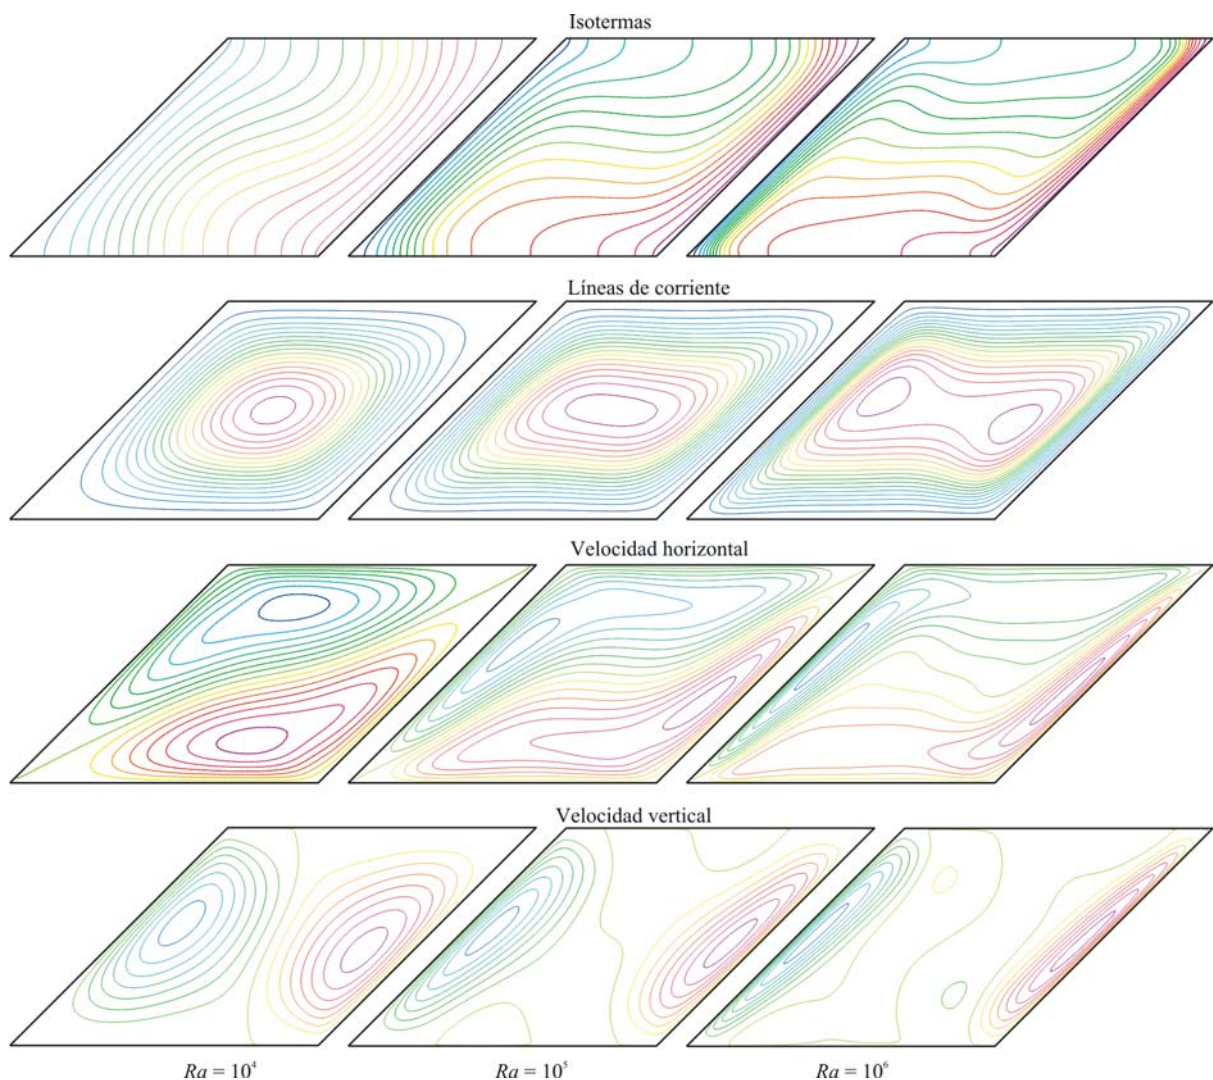 Isotermas
Líneas de corriente
Velocidad horizontal
Velocidad vertical
Ra = 10⁴ Ra = 10⁵ Ra = 10⁶